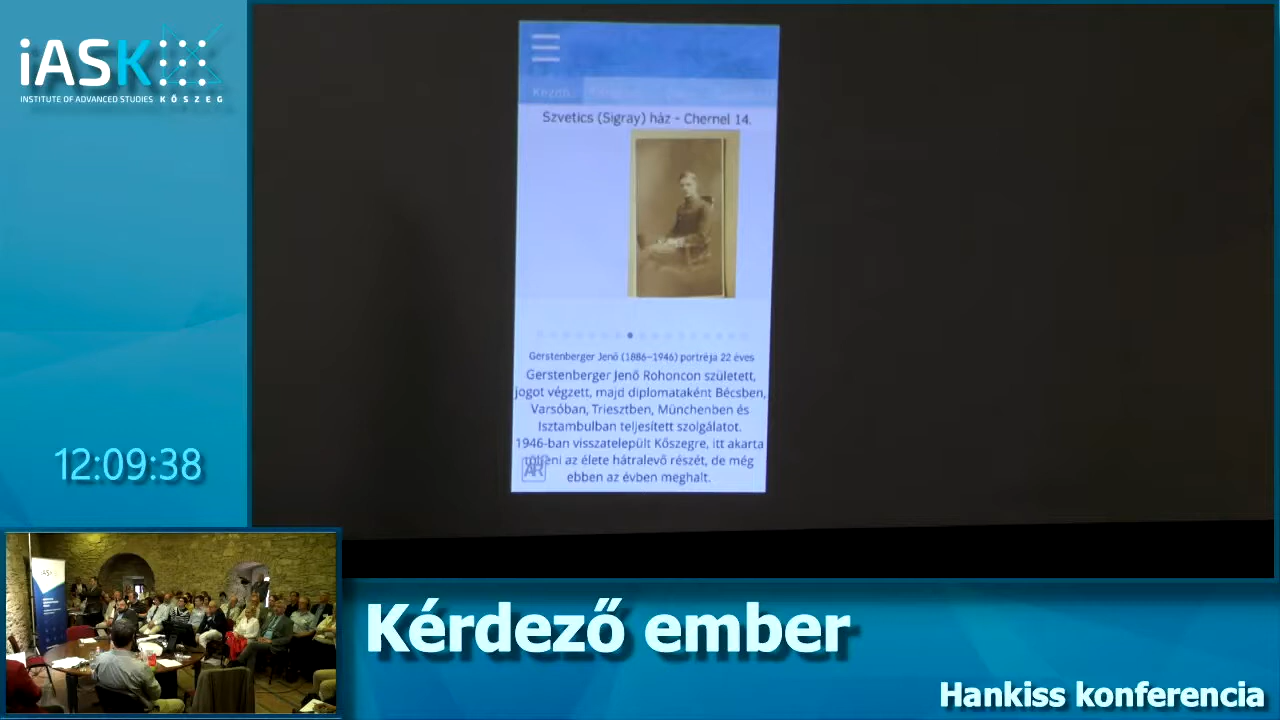 iASK
INSTITUTE OF ADVANCED STUDIES KŐSZEG
Szvetics (Sigray) ház - Chernel 14.
Gerstenberger Jenő (1886–1946) portréja 22 éves
Gerstenberger Jenő Rohoncon született,
jogot végzett, majd diplomataként Bécsben,
Varsóban, Triesztben, Münchenben és
Isztambulban teljesített szolgálatot.
1946-ban visszatelepült Kőszegre, itt akarta
tölteni az élete hátralevő részét, de még
ebben az évben meghalt.
AR
12:09:38
iASK
Kérdező ember
Hankiss konferencia